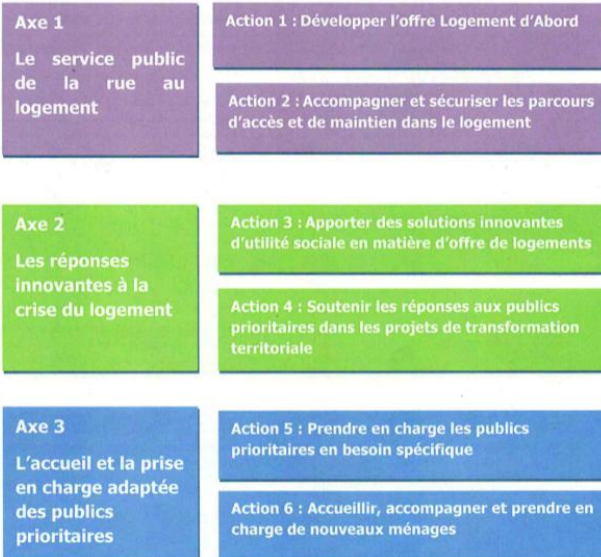 Axe 1
Le service public
de la rue au
logement
Action 1 : Développer l'offre Logement d'Abord
Action 2 : Accompagner et sécuriser les parcours
d'accès et de maintien dans le logement
Axe 2
Les réponses
innovantes à la
crise du logement
Action 3 : Apporter des solutions innovantes
d'utilité sociale en matière d'offre de logements
Action 4 : Soutenir les réponses aux publics
prioritaires dans les projets de transformation
territoriale
Axe 3
L'accueil et la prise
en charge adaptée
des publics
prioritaires
Action 5 : Prendre en charge les publics
prioritaires en besoin spécifique
Action 6 : Accueillir, accompagner et prendre en
charge de nouveaux ménages